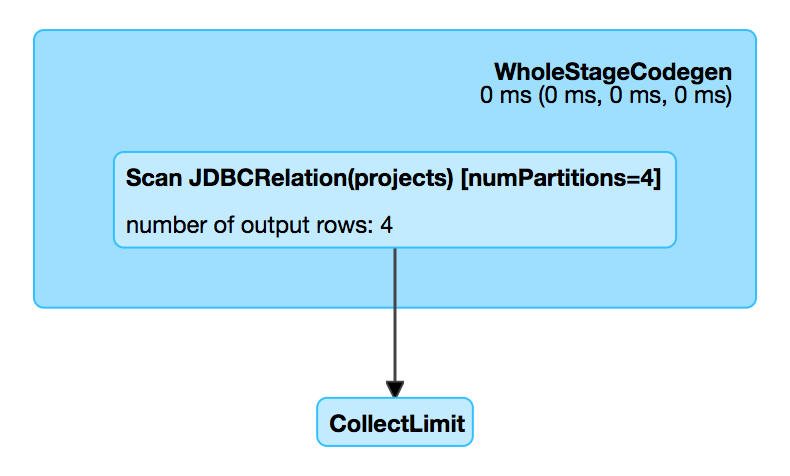 WholeStageCodegen
0 ms (0 ms, 0 ms, 0 ms)
Scan JDBCRelation(projects) [numPartitions=4]
number of output rows: 4
CollectLimit